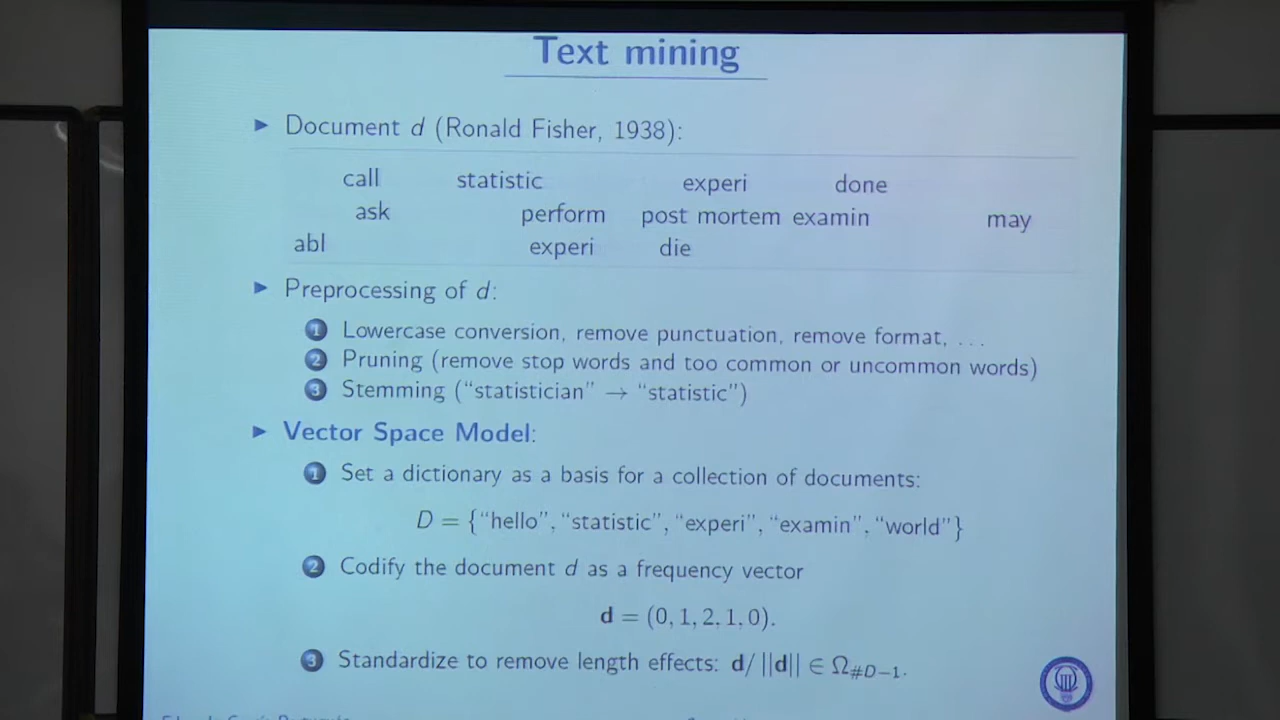 Text mining
► Document d (Ronald Fisher, 1938):
call statistic experi done
ask perform post mortem examin may
abl experi die
► Preprocessing of d:
1 Lowercase conversion, remove punctuation, remove format, ...
2 Pruning (remove stop words and too common or uncommon words)
3 Stemming ("statistician" → "statistic")
► Vector Space Model:
1 Set a dictionary as a basis for a collection of documents:
D = {"hello", "statistic", "experi", "examin", "world"}
2 Codify the document d as a frequency vector
d = (0, 1, 2, 1, 0).
3 Standardize to remove length effects: d/||d|| ∈ Ω#D−1.